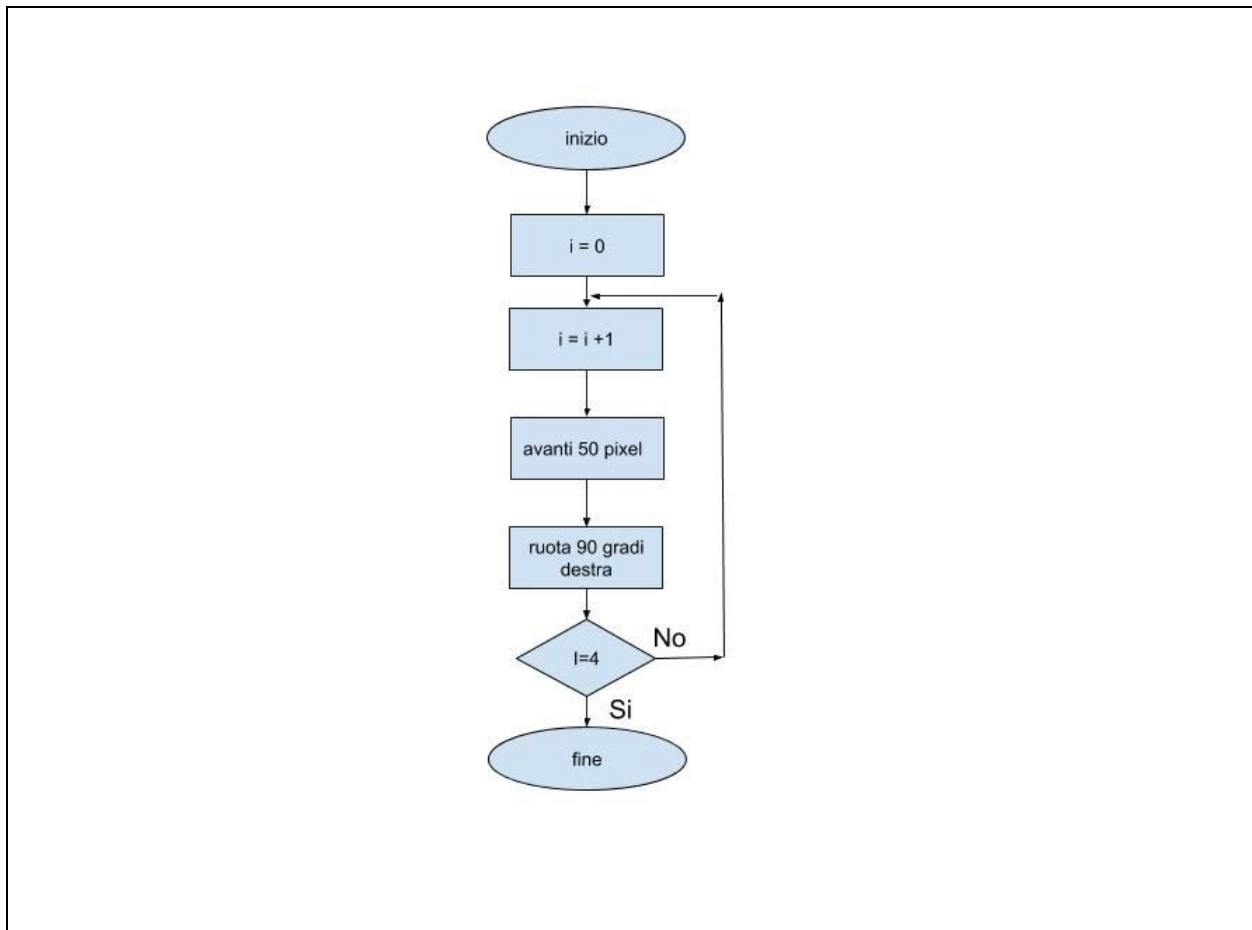 inizio
i = 0
i = i +1
avanti 50 pixel
ruota 90 gradi
destra
I=4
No
Si
fine